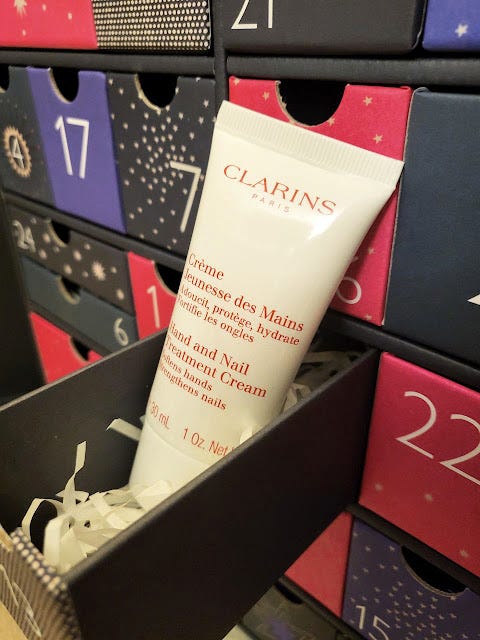 21
4
17
7
24
6
1
CLARINS
PARIS
Crème
Jeunesse des Mains
Adoucit, protège, hydrate
Fortifie les ongles
Hand and Nail
Treatment Cream
Softens hands
Strengthens nails
30 mL 1 Oz. Net
22
15